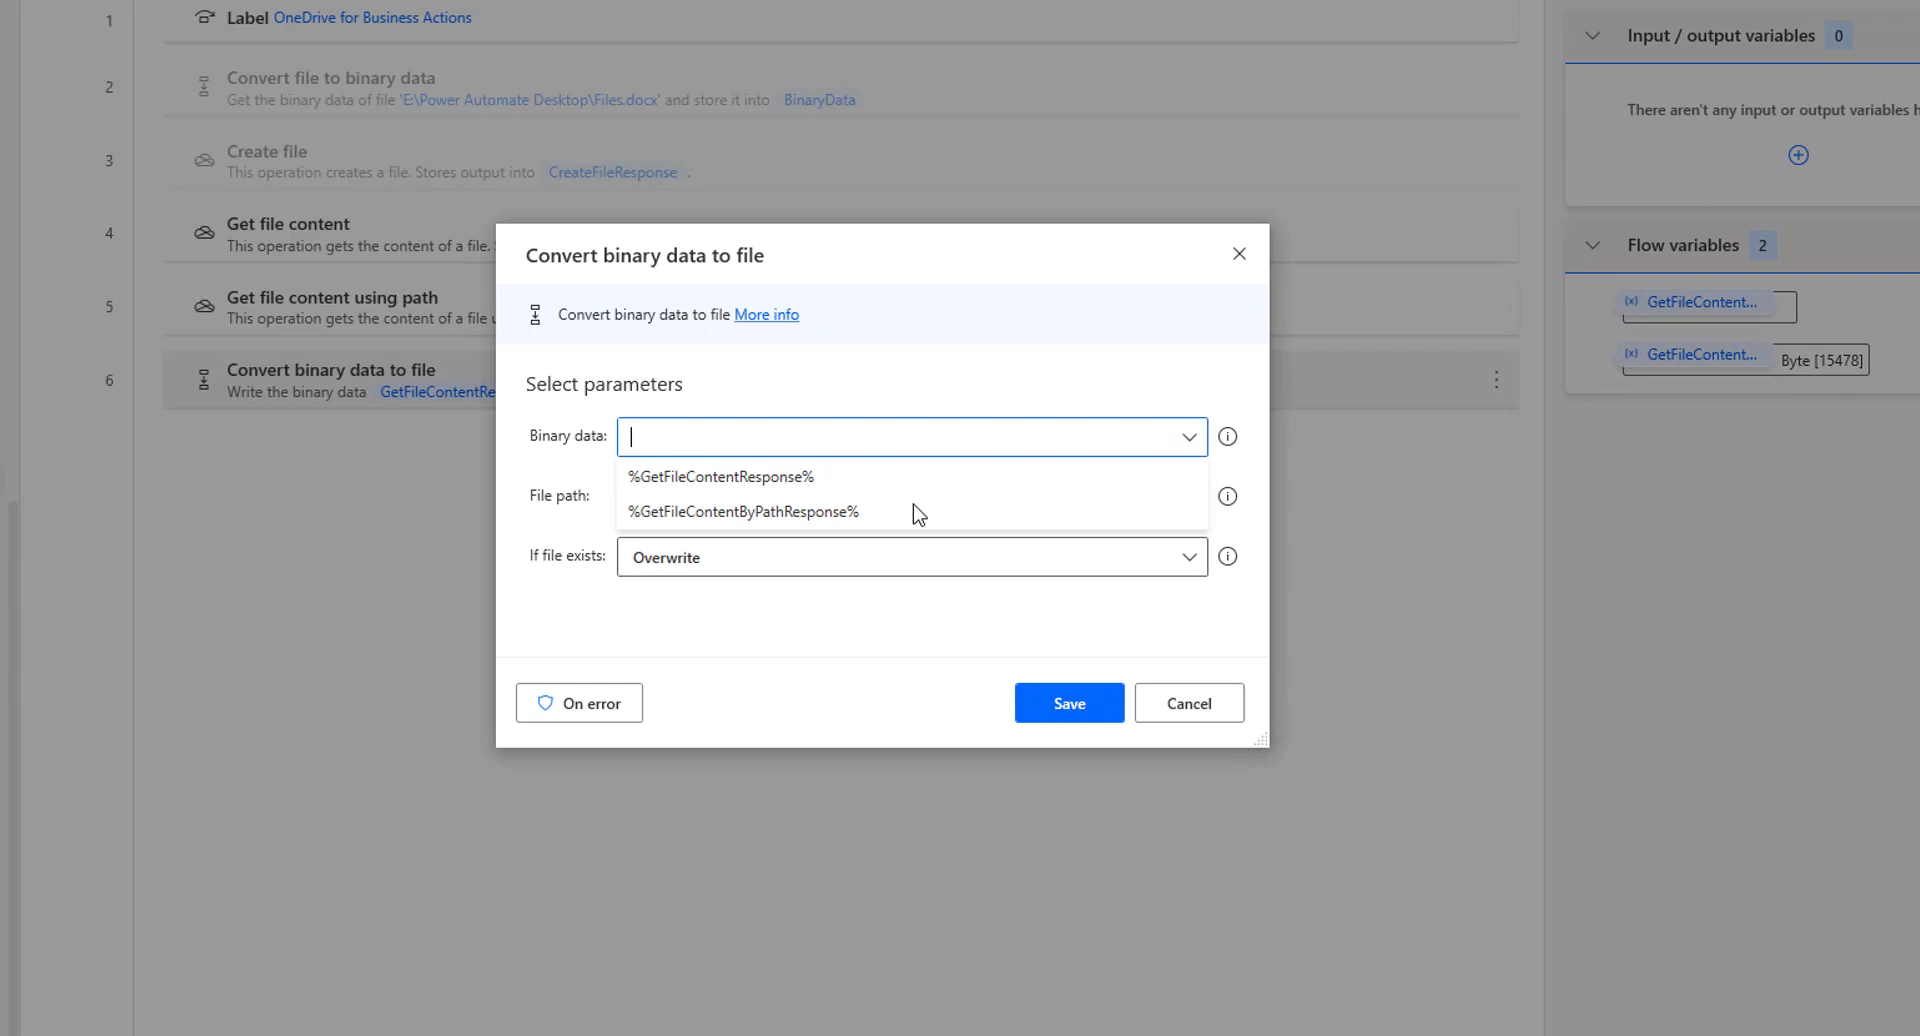 1
Label OneDrive for Business Actions
2
Convert file to binary data
Get the binary data of file 'E:\Power Automate Desktop\Files.docx' and store it into BinaryData
3
Create file
This operation creates a file. Stores output into CreateFileResponse .
4
Get file content
This operation gets the content of a file.
5
Get file content using path
This operation gets the content of a file
6
Convert binary data to file
Write the binary data GetFileContentRe
Convert binary data to file
Convert binary data to file More info
Select parameters
Binary data:
%GetFileContentResponse%
File path:
%GetFileContentByPathResponse%
If file exists: Overwrite
On error
Save
Cancel
Input / output variables 0
There aren't any input or output variables
Flow variables 2
(x) GetFileContent...
(x) GetFileContent... Byte [15478]